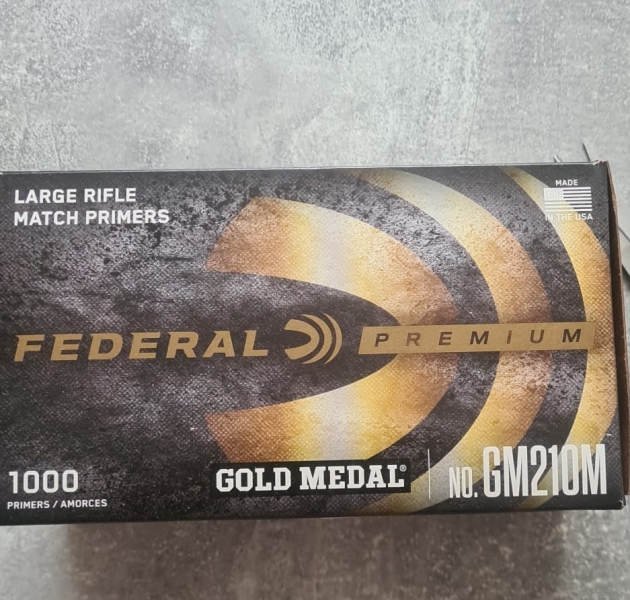 LARGE RIFLE
MATCH PRIMERS
MADE
IN THE USA
FEDERAL PREMIUM
1000
PRIMERS / AMORCES
GOLD MEDAL®
NO. GM210M